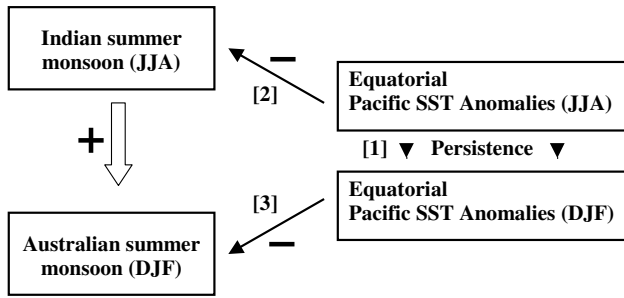 Indian summer
monsoon (JJA)
−
[2]
Equatorial
Pacific SST Anomalies (JJA)
+
[1] Persistence
[3]
Equatorial
Pacific SST Anomalies (DJF)
−
Australian summer
monsoon (DJF)